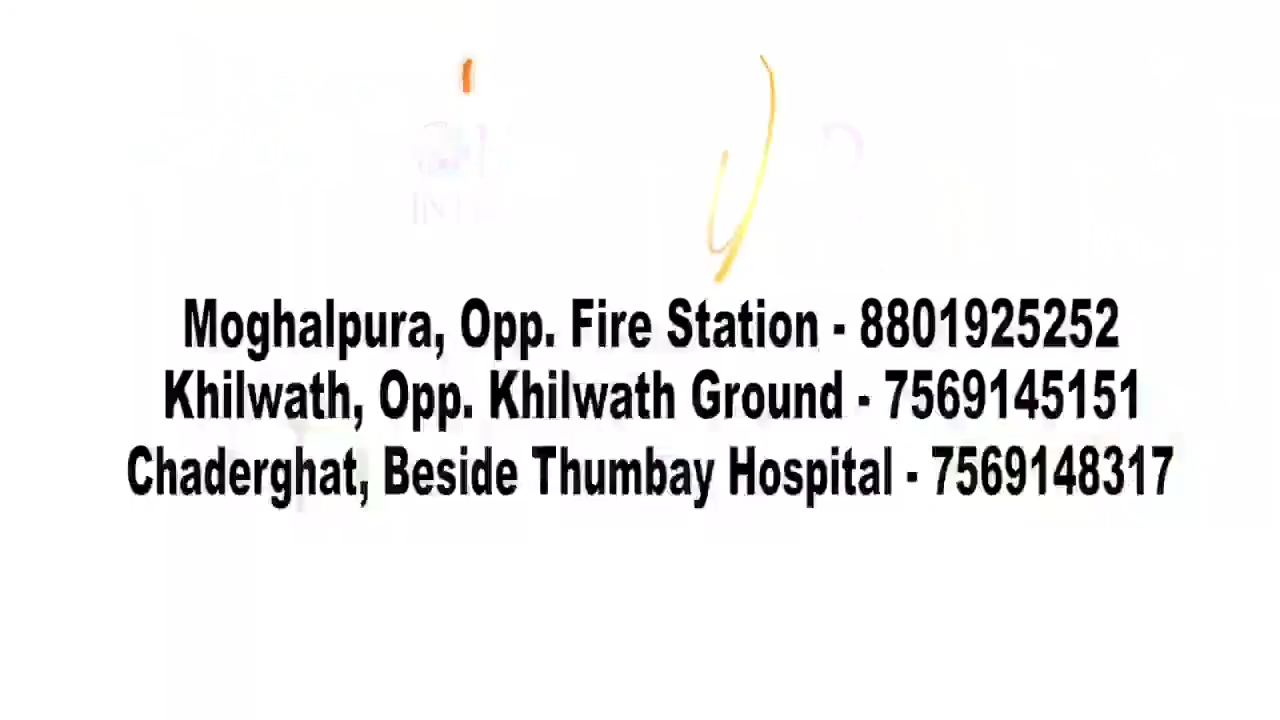 Moghalpura, Opp. Fire Station - 8801925252
Khilwath, Opp. Khilwath Ground - 7569145151
Chaderghat, Beside Thumbay Hospital - 7569148317